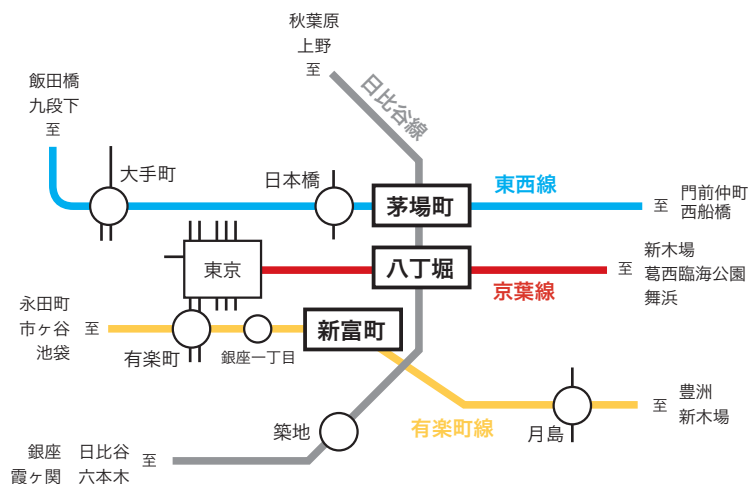 秋葉原
上野
至
飯田橋
九段下
至
日比谷線
大手町
日本橋
茅場町
東西線
至
門前仲町
西船橋
東京
八丁堀
京葉線
至
新木場
葛西臨海公園
舞浜
永田町
市ヶ谷
池袋
至
有楽町
銀座一丁目
新富町
有楽町線
月島
至
豊洲
新木場
築地
銀座 日比谷
霞ヶ関 六本木
至